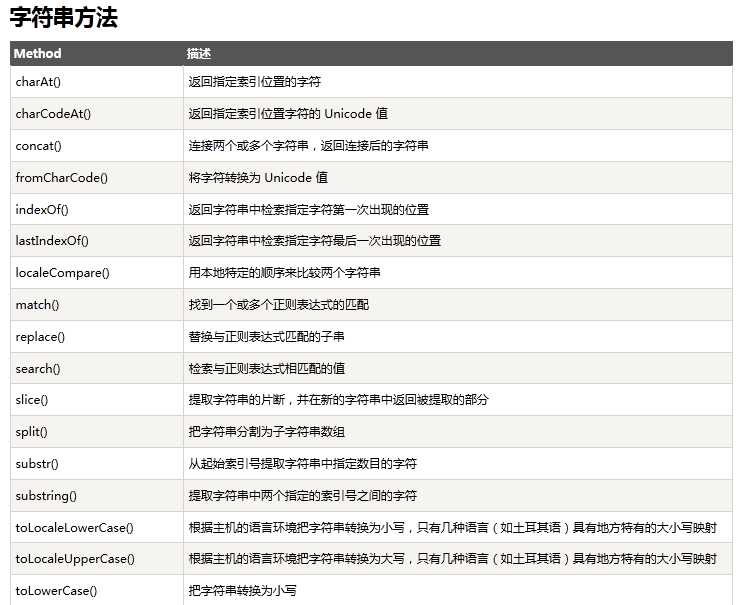 字符串方法
Method 描述
charAt() 返回指定索引位置的字符
charCodeAt() 返回指定索引位置字符的 Unicode 值
concat() 连接两个或多个字符串，返回连接后的字符串
fromCharCode() 将字符转换为 Unicode 值
indexOf() 返回字符串中检索指定字符第一次出现的位置
lastIndexOf() 返回字符串中检索指定字符最后一次出现的位置
localeCompare() 用本地特定的顺序来比较两个字符串
match() 找到一个或多个正则表达式的匹配
replace() 替换与正则表达式匹配的子串
search() 检索与正则表达式相匹配的值
slice() 提取字符串的片断，并在新的字符串中返回被提取的部分
split() 把字符串分割为子字符串数组
substr() 从起始索引号提取字符串中指定数目的字符
substring() 提取字符串中两个指定的索引号之间的字符
toLocaleLowerCase() 根据主机的语言环境把字符串转换为小写，只有几种语言（如土耳其语）具有地方特有的大小写映射
toLocaleUpperCase() 根据主机的语言环境把字符串转换为大写，只有几种语言（如土耳其语）具有地方特有的大小写映射
toLowerCase() 把字符串转换为小写